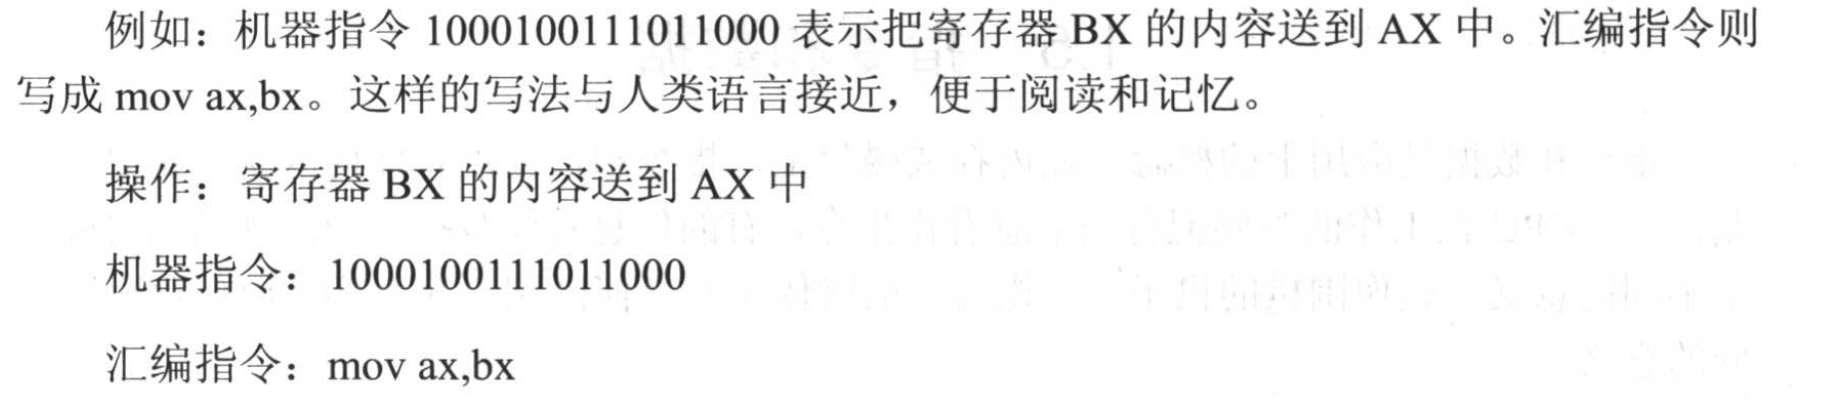 例如：机器指令 1000100111011000 表示把寄存器 BX 的内容送到 AX 中。汇编指令则
写成 mov ax,bx。这样的写法与人类语言接近，便于阅读和记忆。
操作：寄存器 BX 的内容送到 AX 中
机器指令：1000100111011000
汇编指令：mov ax,bx